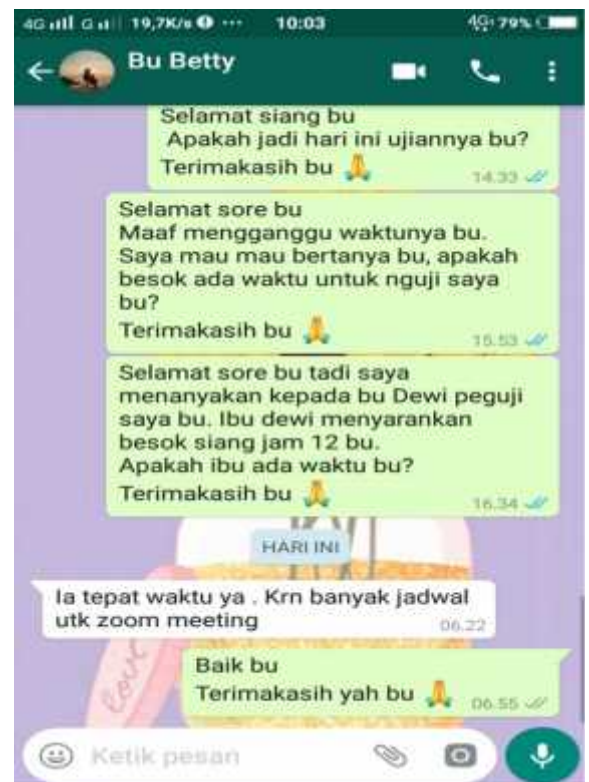 4G G 19,7K/s ... 10:03 4G+ 79%
Bu Betty
Selamat siang bu
Apakah jadi hari ini ujiannya bu?
Terimakasih bu 🙏
14.33
Selamat sore bu
Maaf mengganggu waktunya bu.
Saya mau mau bertanya bu, apakah
besok ada waktu untuk nguji saya
bu?
Terimakasih bu 🙏
15.53
Selamat sore bu tadi saya
menanyakan kepada bu Dewi peguji
saya bu. Ibu dewi menyarankan
besok siang jam 12 bu.
Apakah ibu ada waktu bu?
Terimakasih bu 🙏
16.34
HARI INI
Ia tepat waktu ya . Krn banyak jadwal
utk zoom meeting
06.22
Baik bu
Terimakasih yah bu 🙏
06.55
love
Ketik pesan